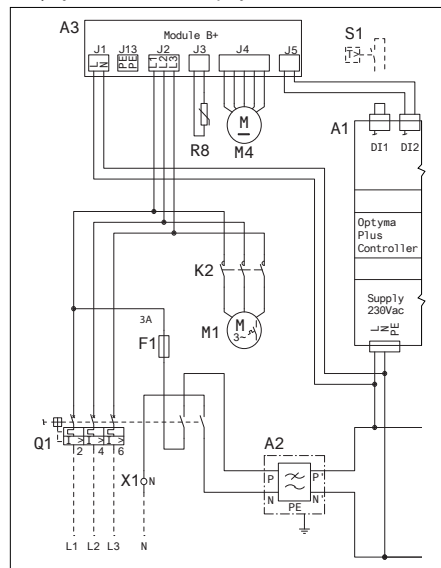 A3
Module B+
J1 J13 J2 J3 J4 J5
L N PE PE L1 L2 L3
S1
T>
R8
M
M4
A1
DI1 DI2
Optyma
Plus
Controller
K2
Supply
230Vac
L N PE
3A
F1
M1
M
3~
Q1
I > I > I >
2 4 6
A2
X1 N
P P'
N N'
PE
L1 L2 L3 N